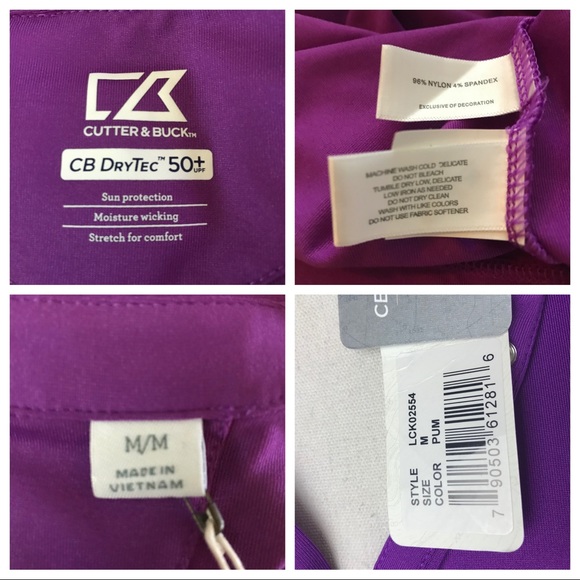 CUTTER & BUCK™
CB DRYTEC™ 50+ UPF
Sun protection
Moisture wicking
Stretch for comfort
96% NYLON 4% SPANDEX
EXCLUSIVE OF DECORATION
MACHINE WASH COLD DELICATE
DO NOT BLEACH
TUMBLE DRY LOW, DELICATE
LOW IRON AS NEEDED
DO NOT DRY CLEAN
WASH WITH LIKE COLORS
DO NOT USE FABRIC SOFTENER
M/M
MADE IN
VIETNAM
CB
STYLE LCK02554
SIZE M
COLOR PUM
7 90503 61281 6